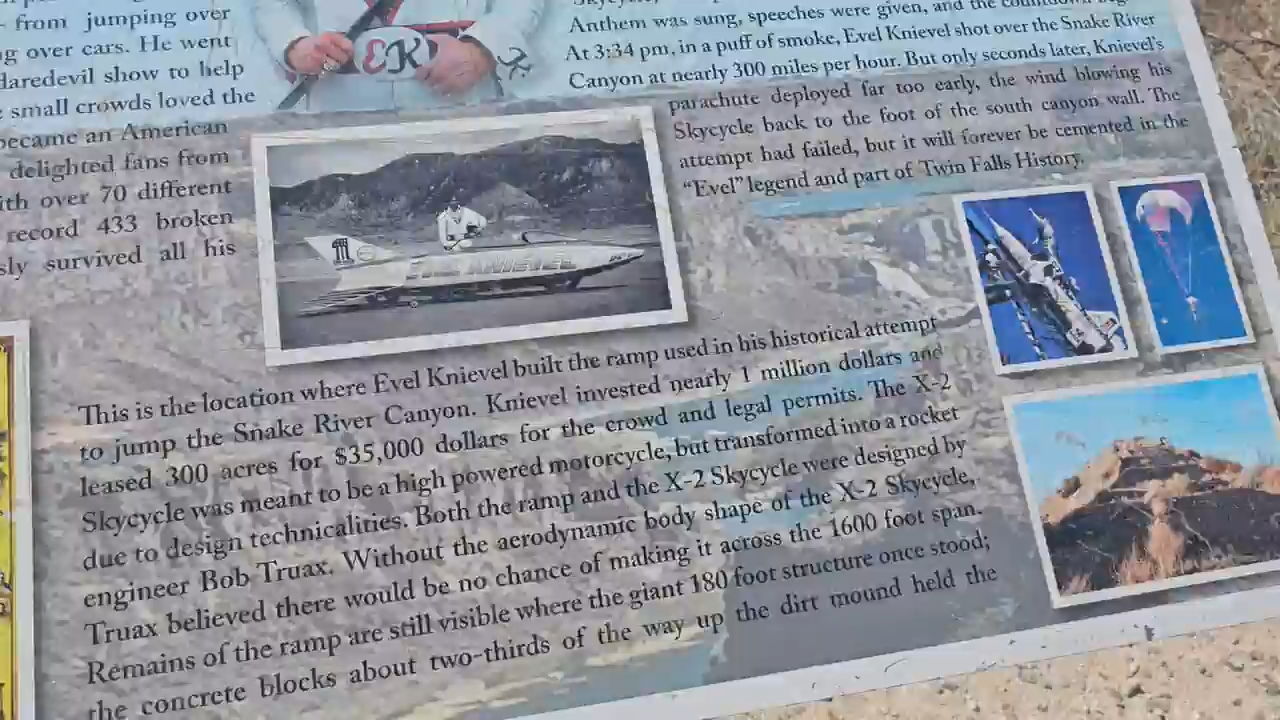 from jumping over
g over cars. He went
daredevil show to help
small crowds loved the
became an American
delighted fans from
ith over 70 different
record 433 broken
sly survived all his
EK
Anthem was sung, speeches were given, and the countdown
At 3:34 pm, in a puff of smoke, Evel Knievel shot over the Snake River
Canyon at nearly 300 miles per hour. But only seconds later, Knievel's
parachute deployed far too early, the wind blowing his
Skycycle back to the foot of the south canyon wall. The
attempt had failed, but it will forever be cemented in the
"Evel" legend and part of Twin Falls History.
1
EVEL KNIEVEL
This is the location where Evel Knievel built the ramp used in his historical attempt
to jump the Snake River Canyon. Knievel invested nearly 1 million dollars and
leased 300 acres for $35,000 dollars for the crowd and legal permits. The X-2
Skycycle was meant to be a high powered motorcycle, but transformed into a rocket
due to design technicalities. Both the ramp and the X-2 Skycycle were designed by
engineer Bob Truax. Without the aerodynamic body shape of the X-2 Skycycle,
Truax believed there would be no chance of making it across the 1600 foot span.
Remains of the ramp are still visible where the giant 180 foot structure once stood;
the concrete blocks about two-thirds of the way up the dirt mound held the